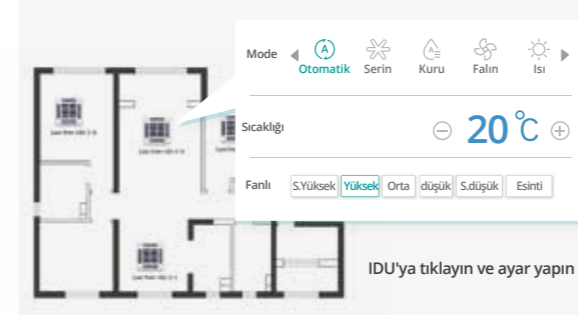 Mode
Otomatik Serin Kuru Falın Isı
Sıcaklığı
20°C
Fanlı S.Yüksek Yüksek Orta düşük S.düşük Esinti
IDU'ya tıklayın ve ayar yapın